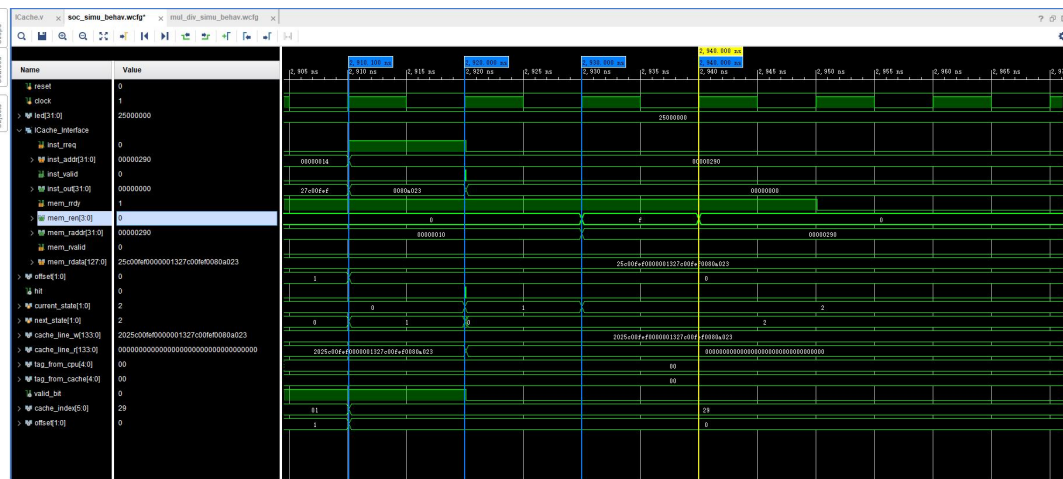 ICache.v × soc_simu_behav.wcfg* × mul_div_simu_behav.wcfg ×
2,940.000 ns
2,910.100 ns 2,920.000 ns 2,930.000 ns 2,940.000 ns
Name Value 2,905 ns 2,910 ns 2,915 ns 2,920 ns 2,925 ns 2,930 ns 2,935 ns 2,940 ns 2,945 ns 2,950 ns 2,955 ns 2,960 ns 2,965 ns
reset 0
clock 1
led[31:0] 25000000 25000000
ICache_Interface
inst_rreq 0
inst_addr[31:0] 00000290 00000014 00000290
inst_valid 0
inst_out[31:0] 00000000 27c00fef 0080a023 00000000
mem_rrdy 1
mem_ren[3:0] 0 0 f 0
mem_raddr[31:0] 00000290 00000010 00000290
mem_rvalid 0
mem_rdata[127:0] 25c00fef0000001327c00fef0080a023 25c00fef0000001327c00fef0080a023
offset[1:0] 0 1 0
hit 0
current_state[1:0] 2 0 1 2
next_state[1:0] 2 0 1 0 2
cache_line_w[133:0] 2025c00fef0000001327c00fef0080a023 2025c00fef0000001327c00fef0080a023
cache_line_r[133:0] 0000000000000000000000000000000000 2025c00fef0000001327c00fef0080a023 0000000000000000000000000000000000
tag_from_cpu[4:0] 00 00
tag_from_cache[4:0] 00 00
valid_bit 0
cache_index[5:0] 29 01 29
offset[1:0] 0 1 0